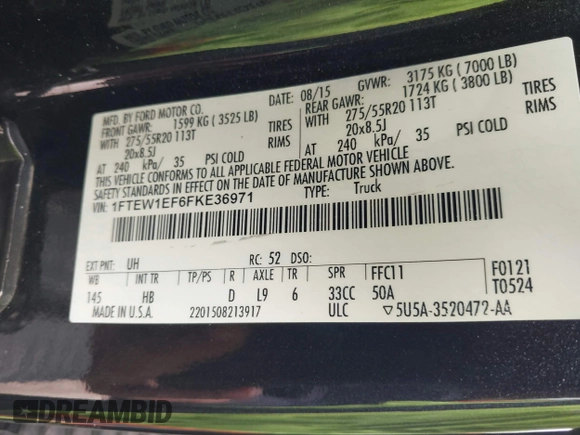 MFD. BY FORD MOTOR CO.
DATE: 08/15 GVWR: 3175 KG ( 7000 LB)
FRONT GAWR: 1599 KG ( 3525 LB) REAR GAWR: 1724 KG ( 3800 LB)
WITH 275/55R20 113T TIRES WITH 275/55R20 113T TIRES
20x8.5J RIMS 20x8.5J RIMS
AT 240 kPa/ 35 PSI COLD AT 240 kPa/ 35 PSI COLD
THIS VEHICLE CONFORMS TO ALL APPLICABLE FEDERAL MOTOR VEHICLE
SAFETY STANDARDS IN EFFECT ON THE DATE OF MANUFACTURE SHOWN ABOVE.
VIN: 1FTEW1EF6FKE36971 TYPE: Truck
EXT PNT: UH RC: 52 DSO:
WB INT TR TP/PS R AXLE TR SPR FFC11 F0121
145 HB D L9 6 33CC 50A T0524
MADE IN U.S.A. 2201508213917 ULC ▽5U5A-3520472-AA
DREAMBID